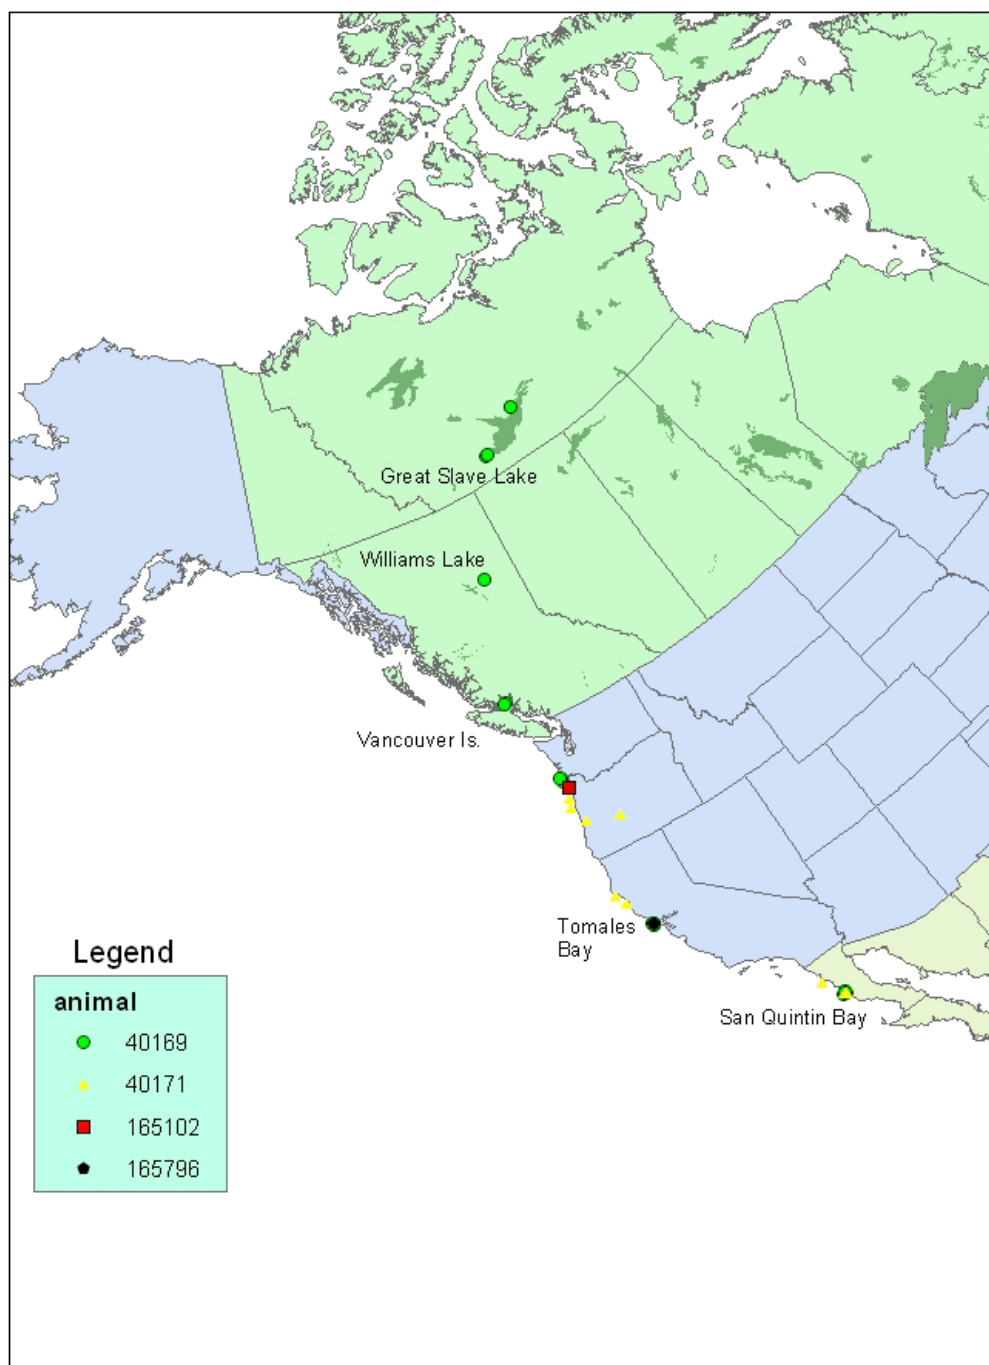 Great Slave Lake
Williams Lake
Vancouver Is.
Tomales
Bay
San Quintin Bay
Legend
animal
40169
40171
165102
165796